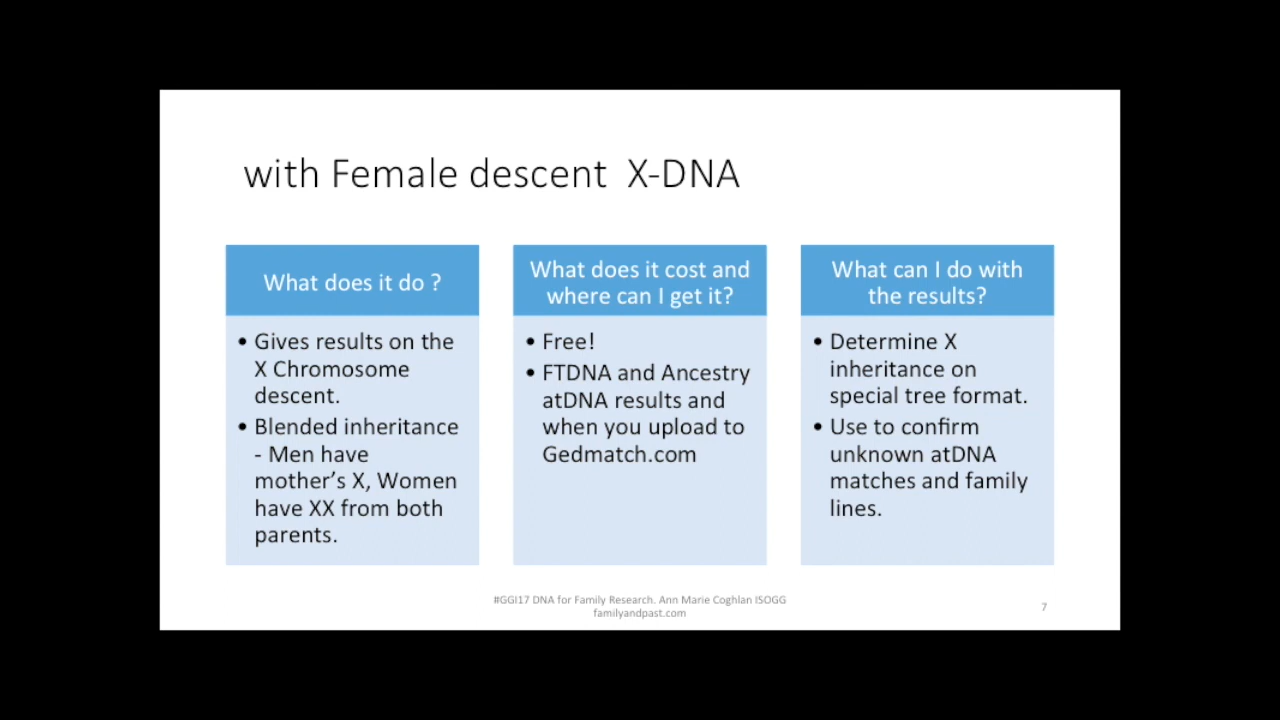 with Female descent  X-DNA
What does it do ?
• Gives results on the
X Chromosome
descent.
• Blended inheritance
- Men have
mother’s X, Women
have XX from both
parents.
What does it cost and
where can I get it?
• Free!
• FTDNA and Ancestry
atDNA results and
when you upload to
Gedmatch.com
What can I do with
the results?
• Determine X
inheritance on
special tree format.
• Use to confirm
unknown atDNA
matches and family
lines.
#GGI17 DNA for Family Research. Ann Marie Coghlan ISOGG
familyandpast.com
7